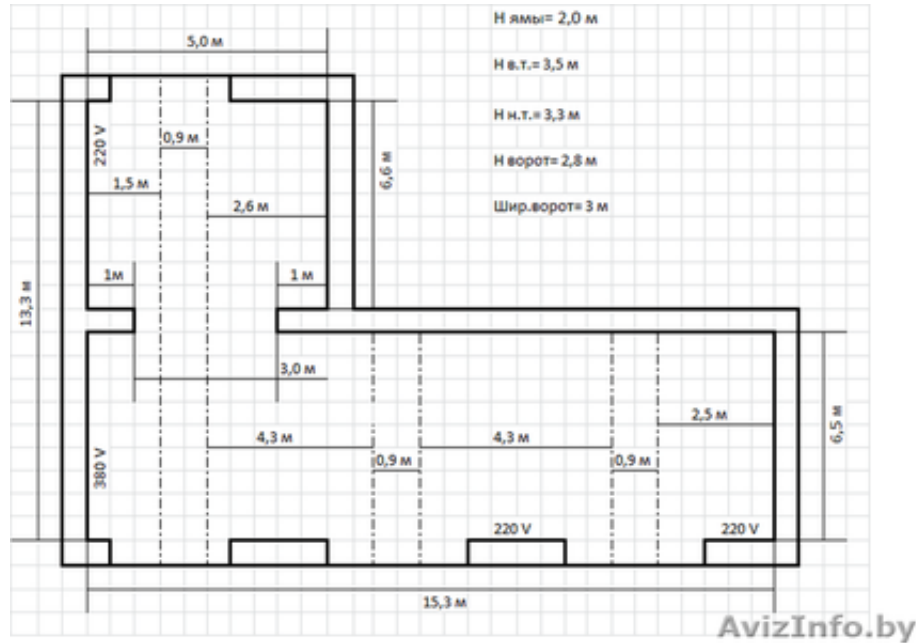 H ямы= 2,0 м
5,0 м
H в.т.= 3,5 м
H н.т.= 3,3 м
220 V
0,9 м
6,6 м
H ворот= 2,8 м
1,5 м
2,6 м
Шир.ворот= 3 м
1м
1 м
13,3 м
3,0 м
2,5 м
6,5 м
4,3 м
4,3 м
380 V
0,9 м
0,9 м
220 V
220 V
15,3 м
AvizInfo.by